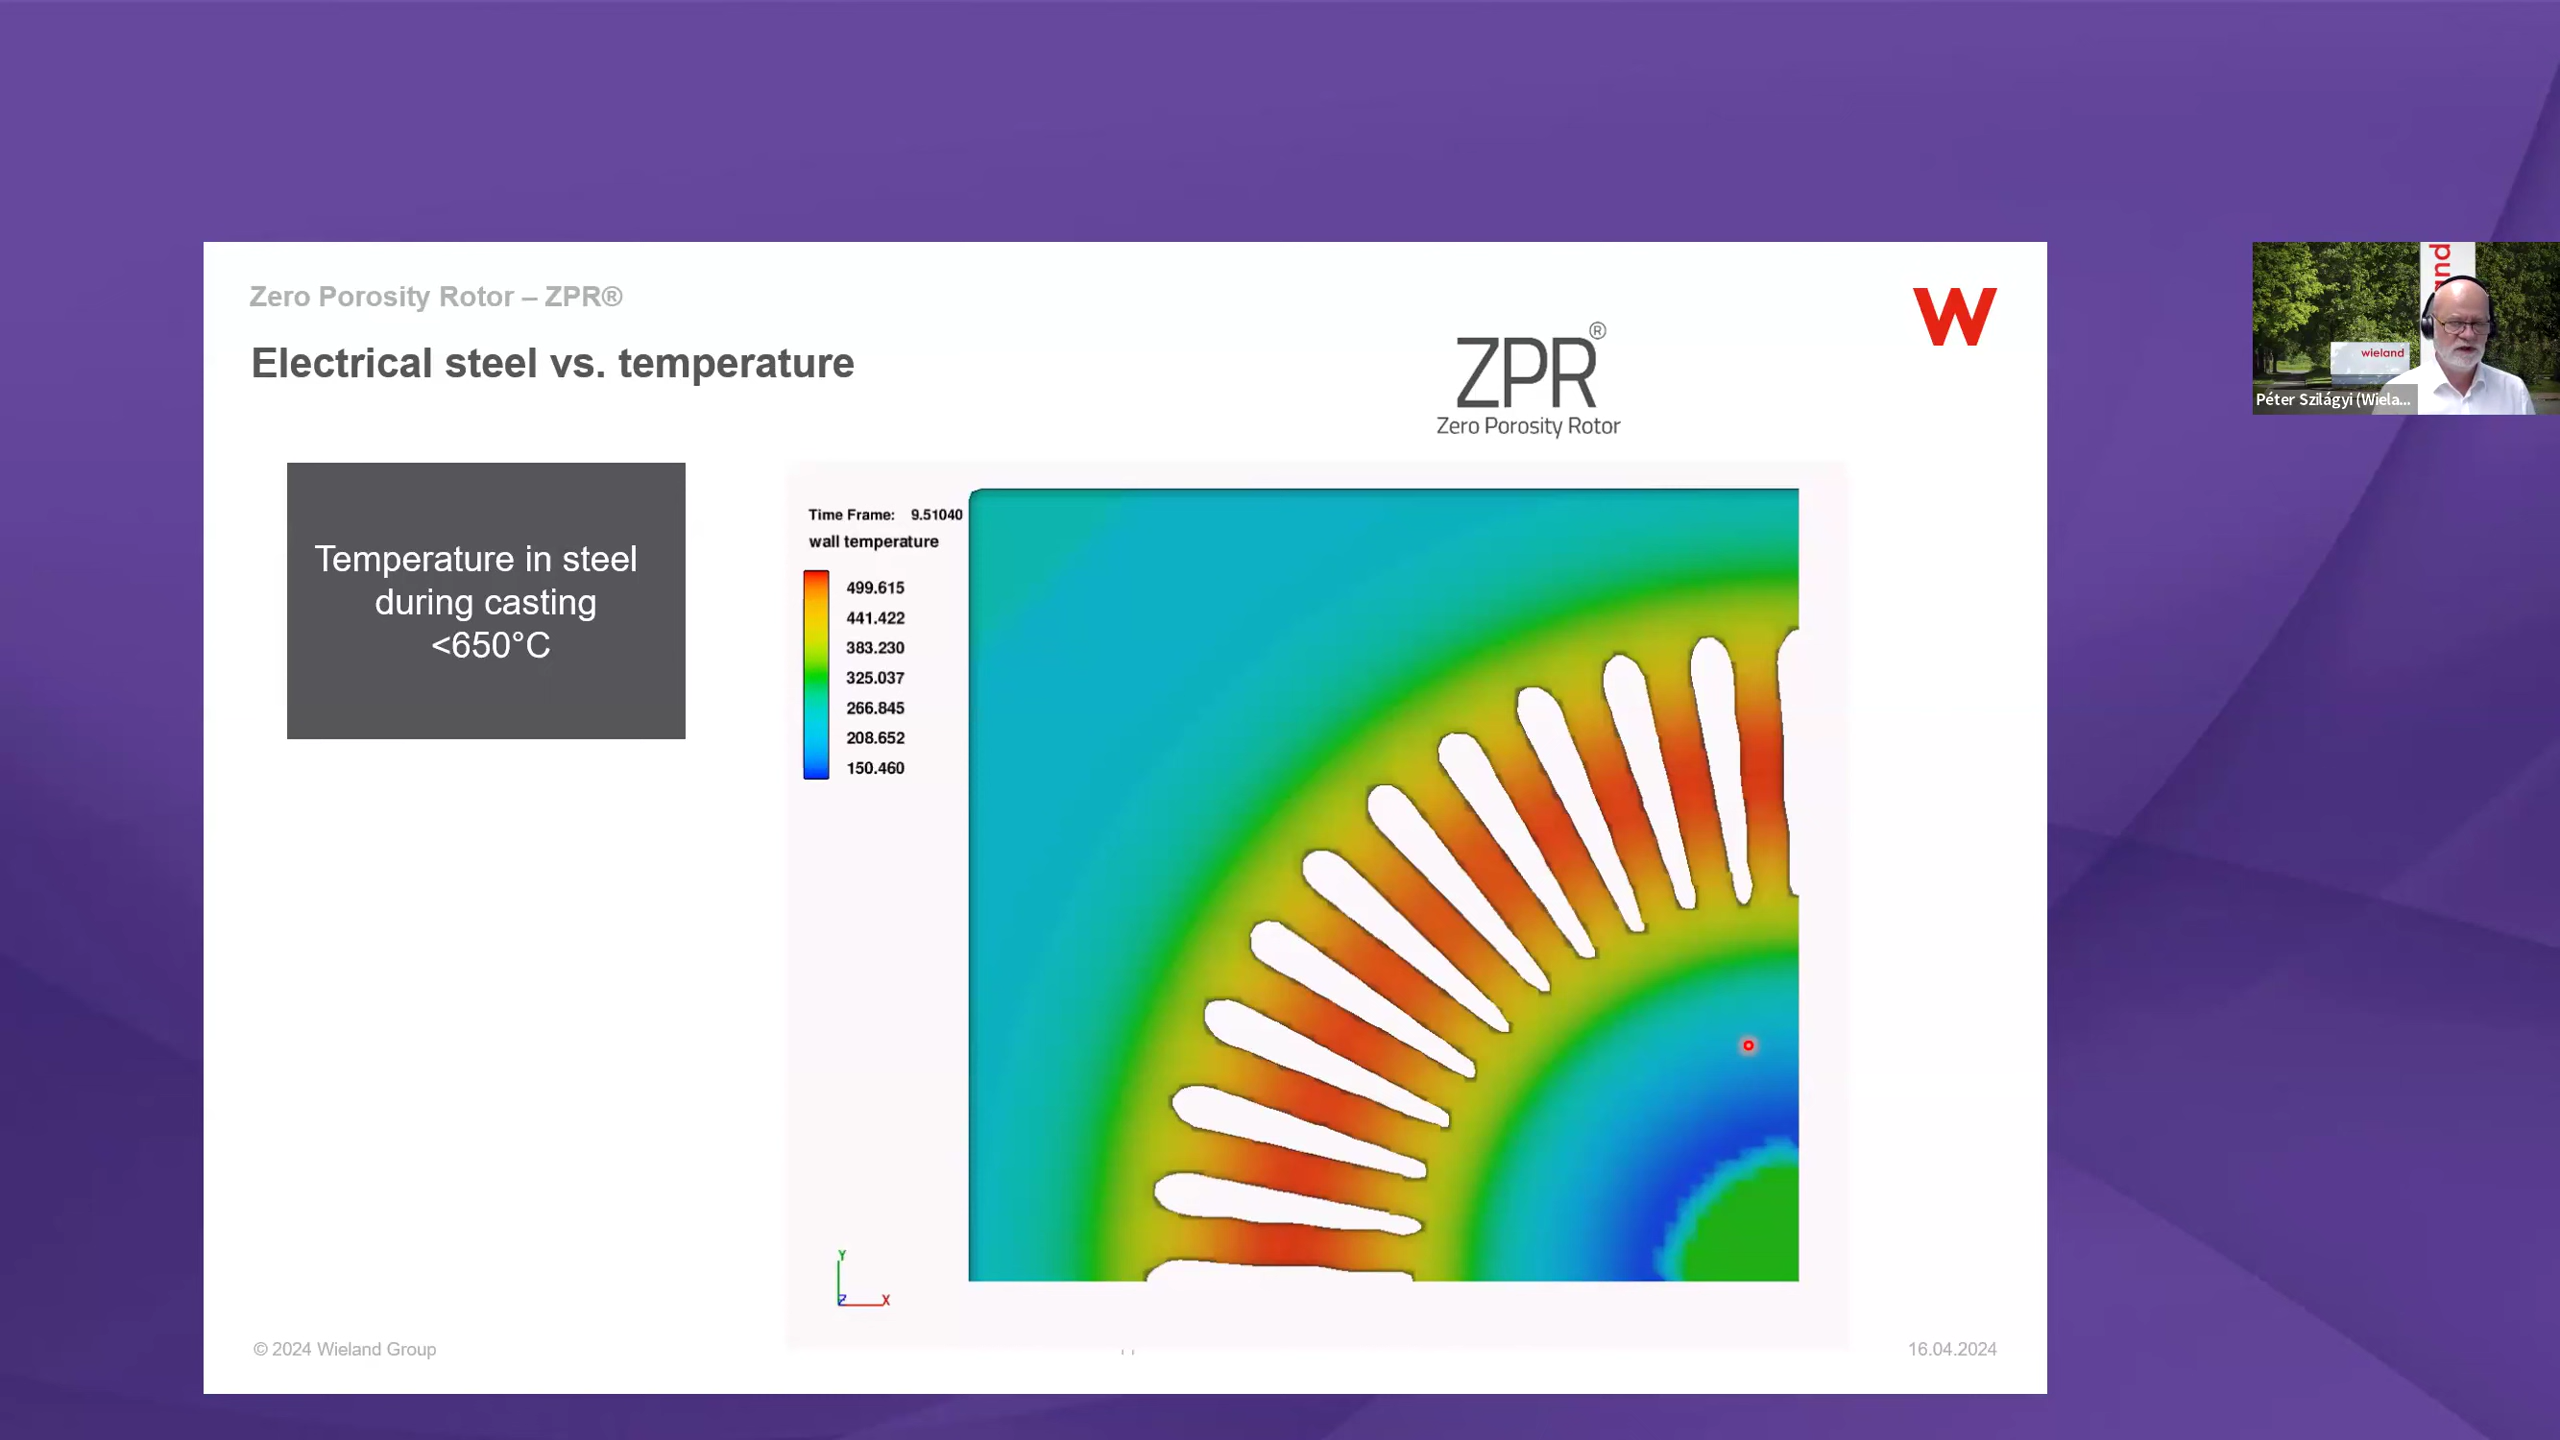 Zero Porosity Rotor – ZPR®
Electrical steel vs. temperature
ZPR®
Zero Porosity Rotor
W
Temperature in steel
during casting
<650°C
Time Frame: 9.51040
wall temperature
499.615
441.422
383.230
325.037
266.845
208.652
150.460
Y
Z
X
© 2024 Wieland Group
16.04.2024
wieland
Péter Szilágyi (Wiela...